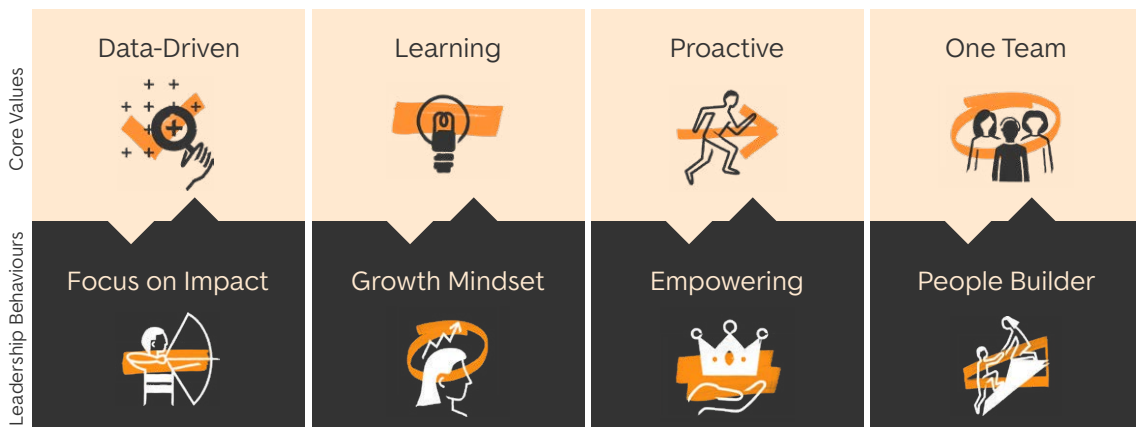 Core Values
Data-Driven
Learning
Proactive
One Team
Leadership Behaviours
Focus on Impact
Growth Mindset
Empowering
People Builder